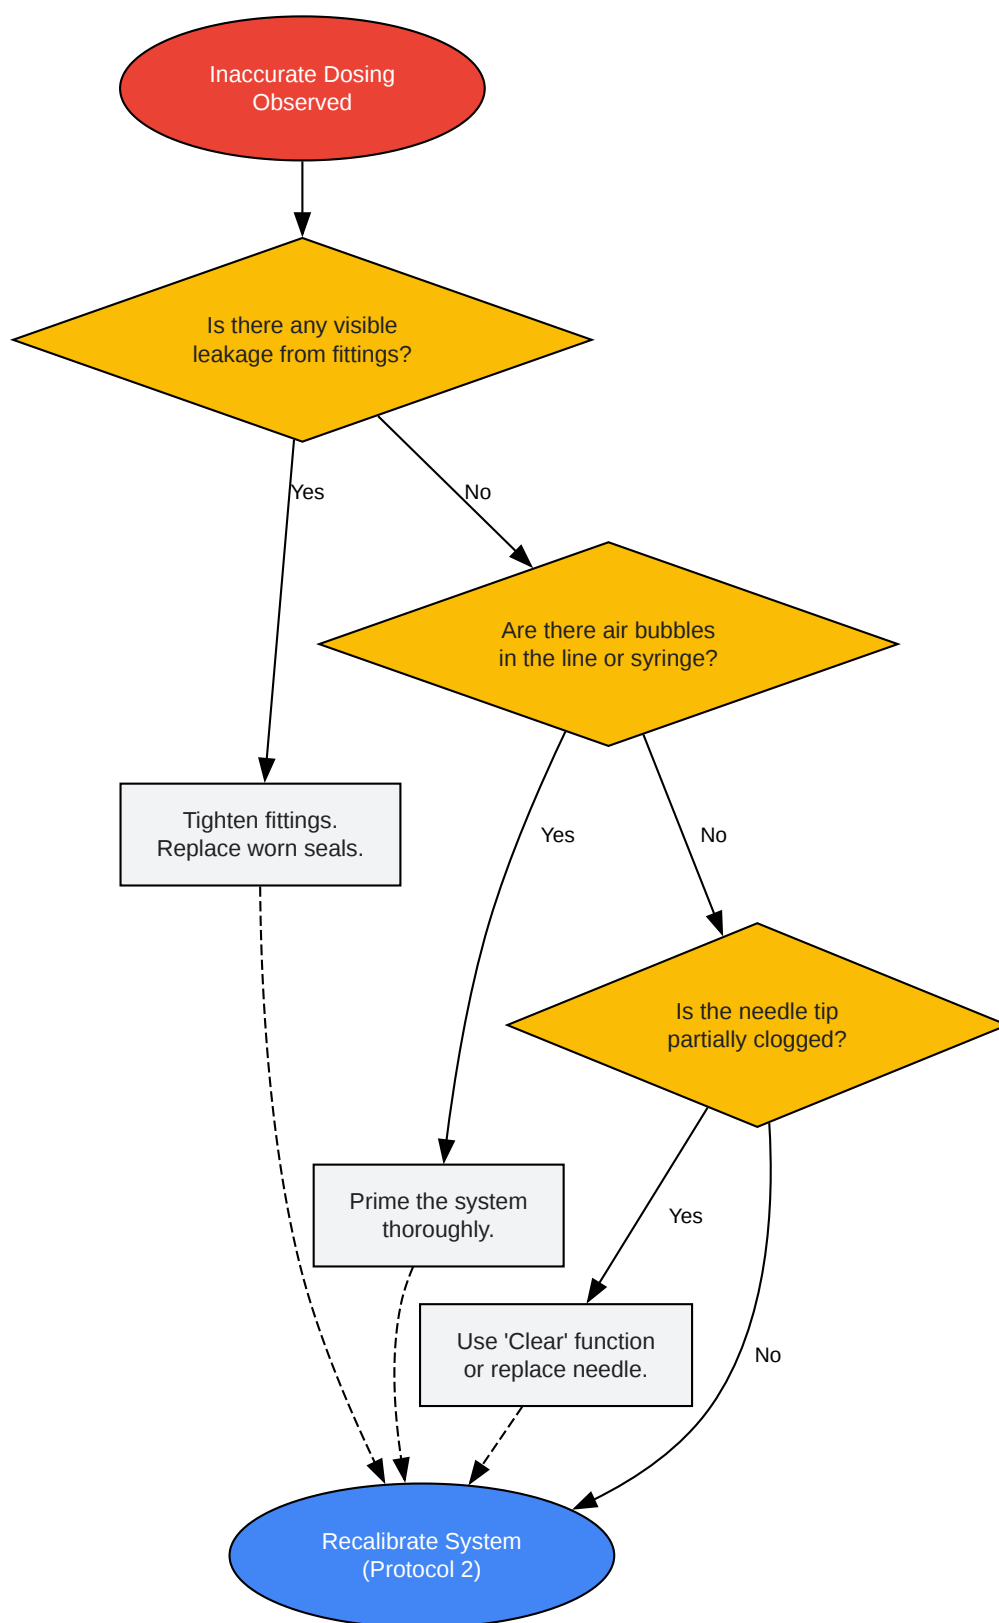 Inaccurate Dosing
Observed
Is there any visible
leakage from fittings?
Yes
No
Are there air bubbles
in the line or syringe?
Tighten fittings.
Replace worn seals.
Yes
No
Is the needle tip
partially clogged?
Prime the system
thoroughly.
Yes
Use 'Clear' function
or replace needle.
No
Recalibrate System
(Protocol 2)